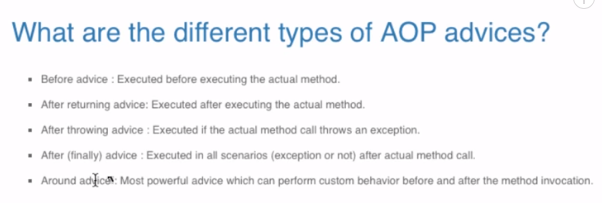 What are the different types of AOP advices?
Before advice : Executed before executing the actual method.
After returning advice: Executed after executing the actual method.
After throwing advice : Executed if the actual method call throws an exception.
After (finally) advice : Executed in all scenarios (exception or not) after actual method call.
Around advice : Most powerful advice which can perform custom behavior before and after the method invocation.